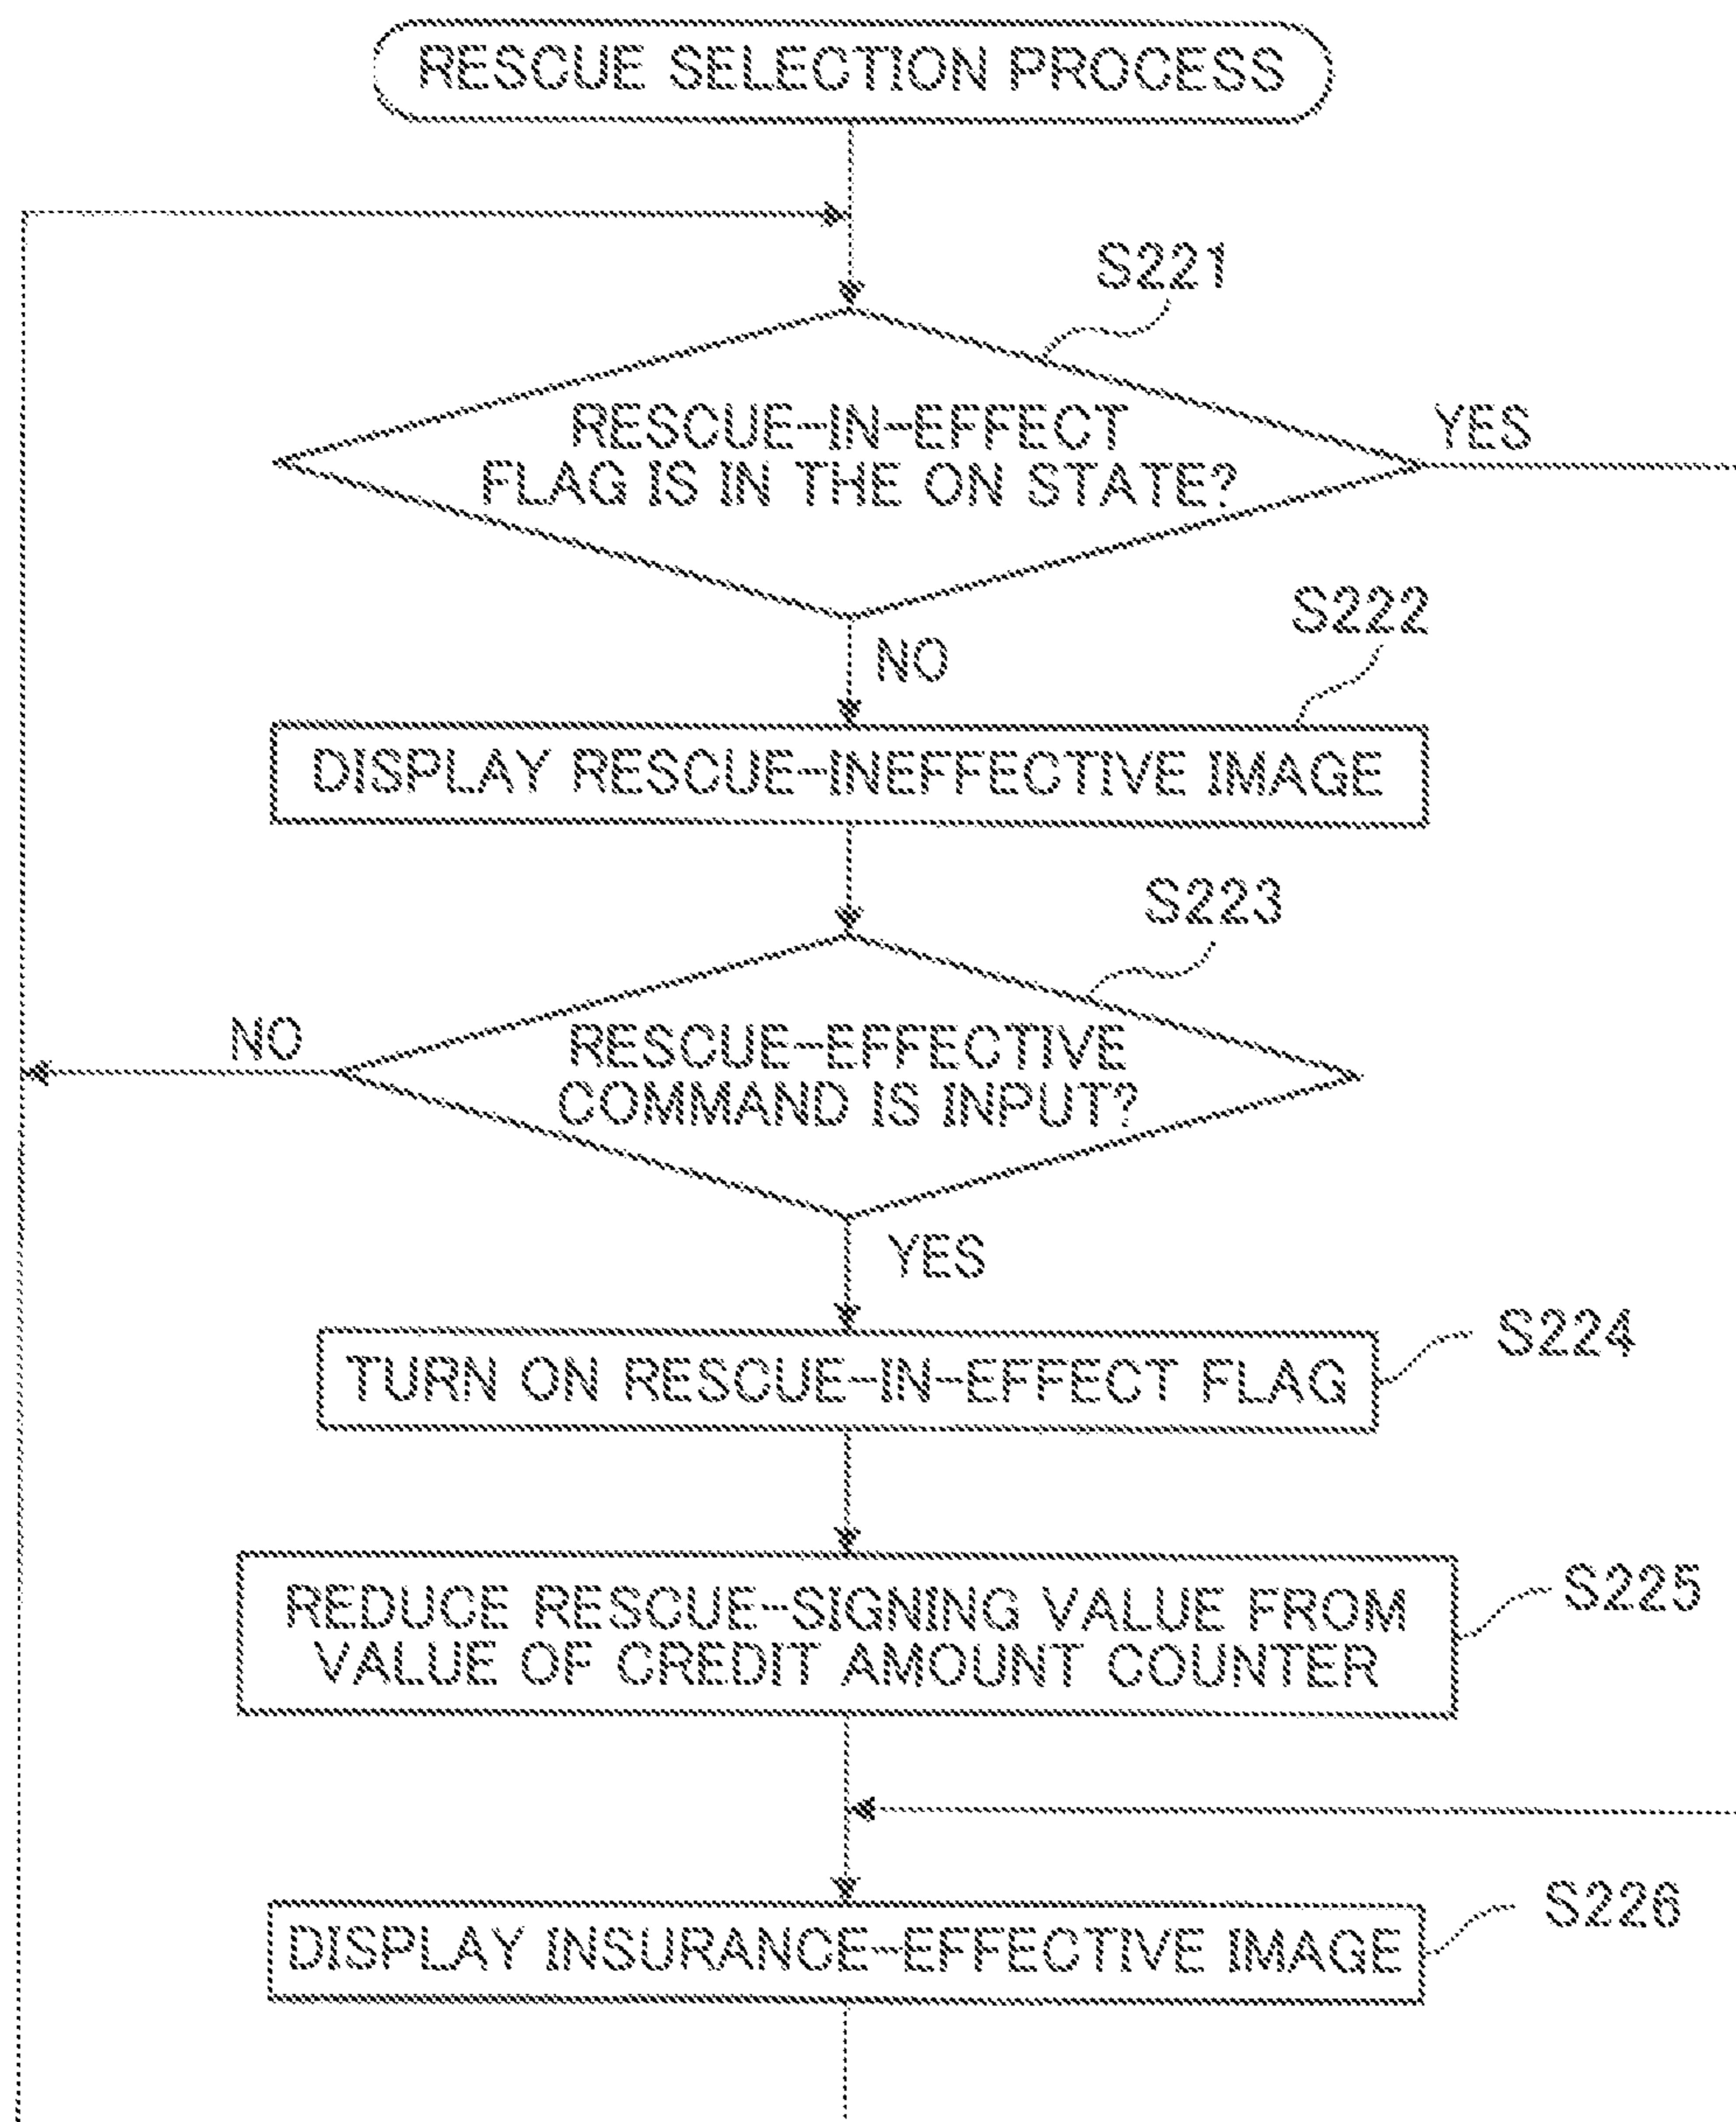 RESCUE SELECTION PROCESS
S221
RESCUE-IN-EFFECT
FLAG IS IN THE ON STATE?
YES
NO
S222
DISPLAY RESCUE-INEFFECTIVE IMAGE
S223
RESCUE-EFFECTIVE
COMMAND IS INPUT?
NO
YES
S224
TURN ON RESCUE-IN-EFFECT FLAG
S225
REDUCE RESCUE-SIGNING VALUE FROM
VALUE OF CREDIT AMOUNT COUNTER
S226
DISPLAY INSURANCE-EFFECTIVE IMAGE